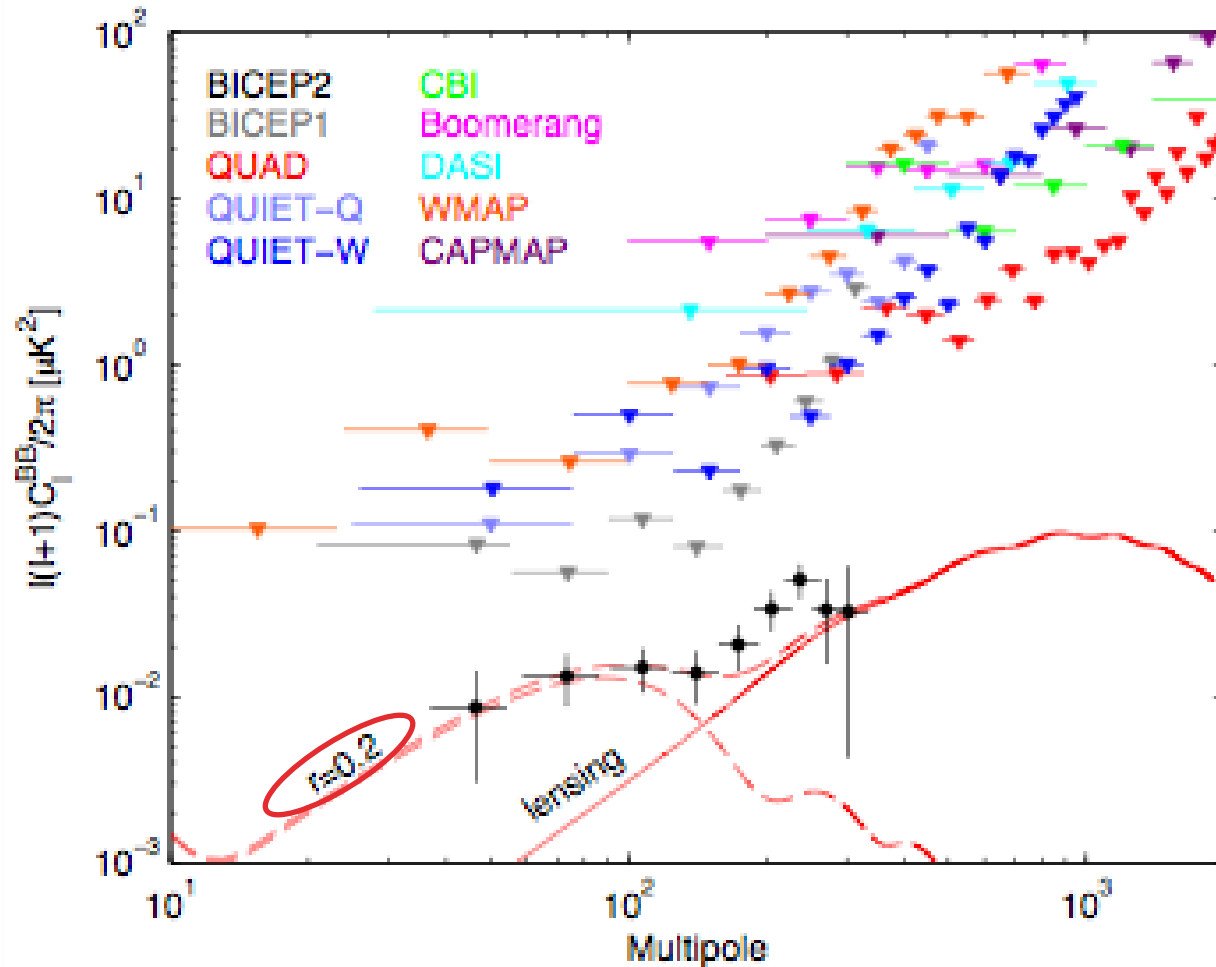 10²
BICEP2 CBI
BICEP1 Boomerang
QUAD DASI
QUIET-Q WMAP
QUIET-W CAPMAP
10¹
10⁰
10⁻¹
10⁻²
10⁻³
l(l+1)C_l^BB/2π [μK²]
r=0.2
lensing
10¹ 10² 10³
Multipole